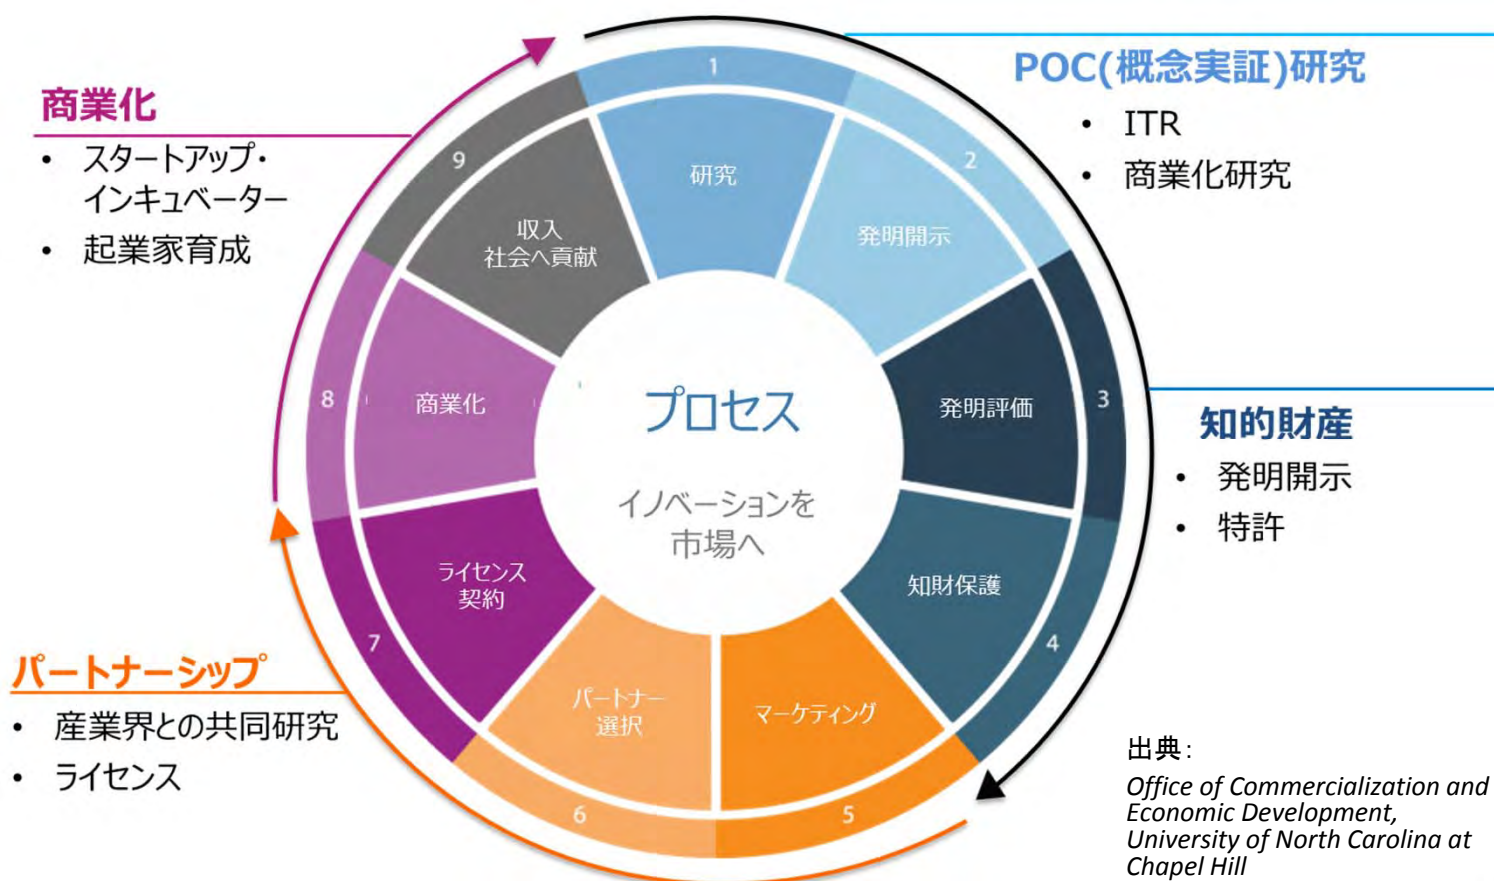 POC(概念実証)研究
• ITR
• 商業化研究
商業化
• スタートアップ・
インキュベーター
• 起業家育成
1
研究
2
発明開示
3
発明評価
4
知財保護
5
マーケティング
6
パートナー
選択
7
ライセンス
契約
8
商業化
9
収入
社会へ貢献
プロセス
イノベーションを
市場へ
知的財産
• 発明開示
• 特許
パートナーシップ
• 産業界との共同研究
• ライセンス
出典：
Office of Commercialization and
Economic Development,
University of North Carolina at
Chapel Hill